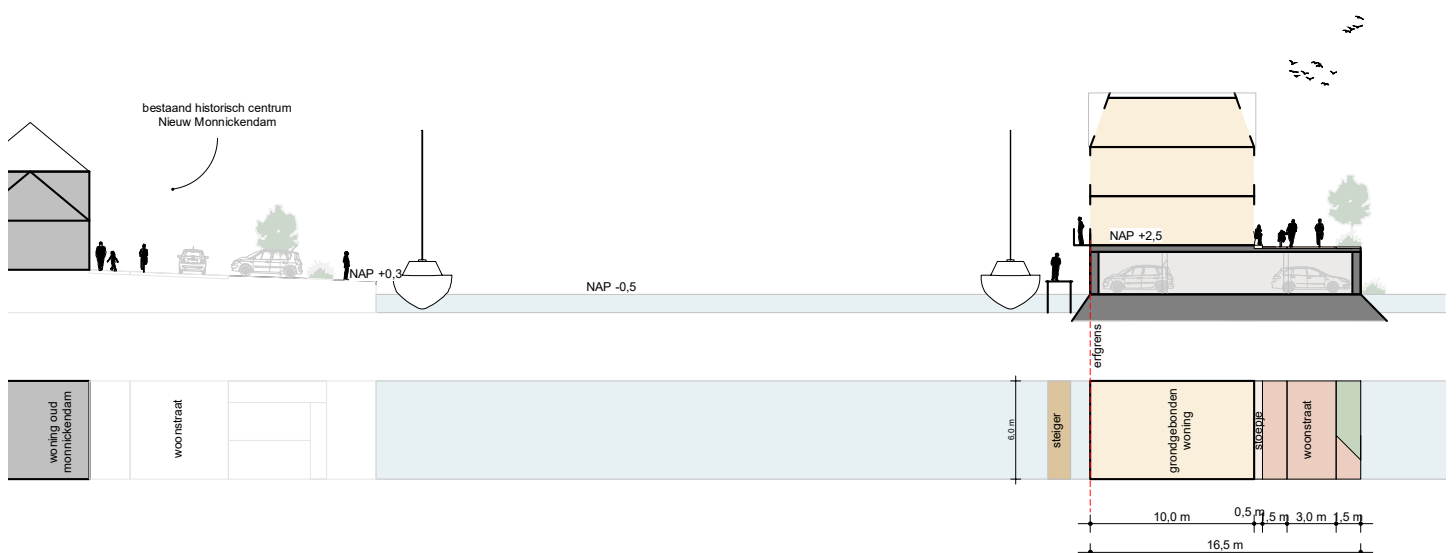 bestaand historisch centrum
Nieuw Monnickendam
NAP +2,5
NAP +0,3
NAP -0,5
erfgrens
woning oud
monnickendam
woonstraat
6,0 m
steiger
grondgebonden
woning
stoepje
woonstraat
10,0 m
0,5 m
1,5 m
3,0 m
1,5 m
16,5 m